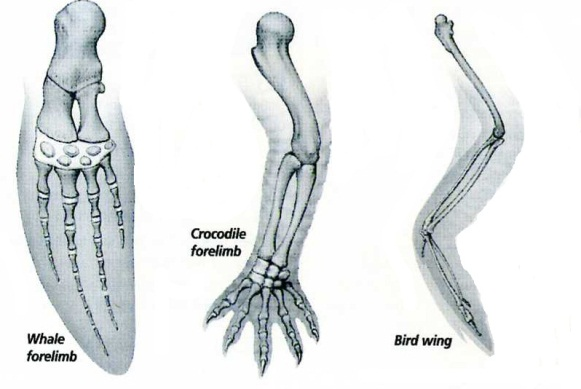 Crocodile
forelimb
Whale
forelimb
Bird wing